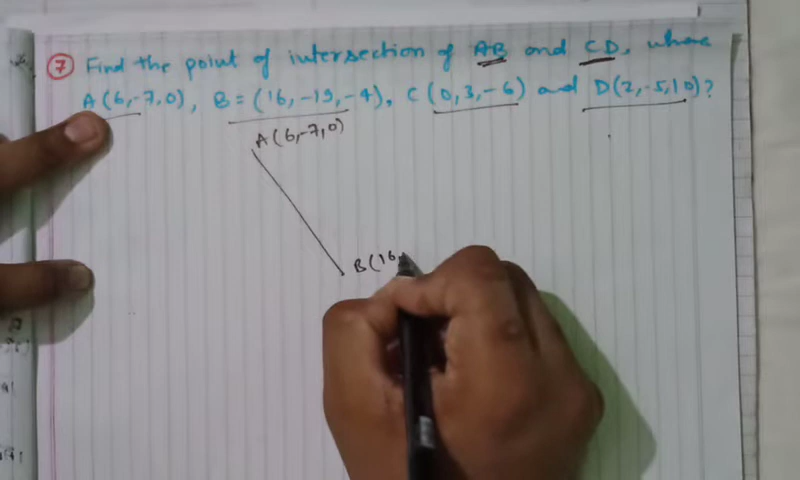 7 Find the point of intersection of AB and CD, where
A(6,-7,0), B=(16,-19,-4), C(0,3,-6) and D(2,-5,10)?
A(6,-7,0)
B(16,